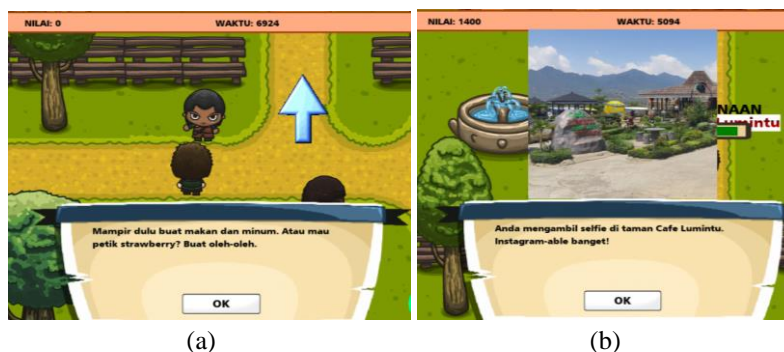 NILAI: 0
WAKTU: 6924
Mampir dulu buat makan dan minum. Atau mau
petik strawberry? Buat oleh-oleh.
OK
(a)
NILAI: 1400
WAKTU: 5094
NAAN
Lumintu
Anda mengambil selfie di taman Cafe Lumintu.
Instagram-able banget!
OK
(b)